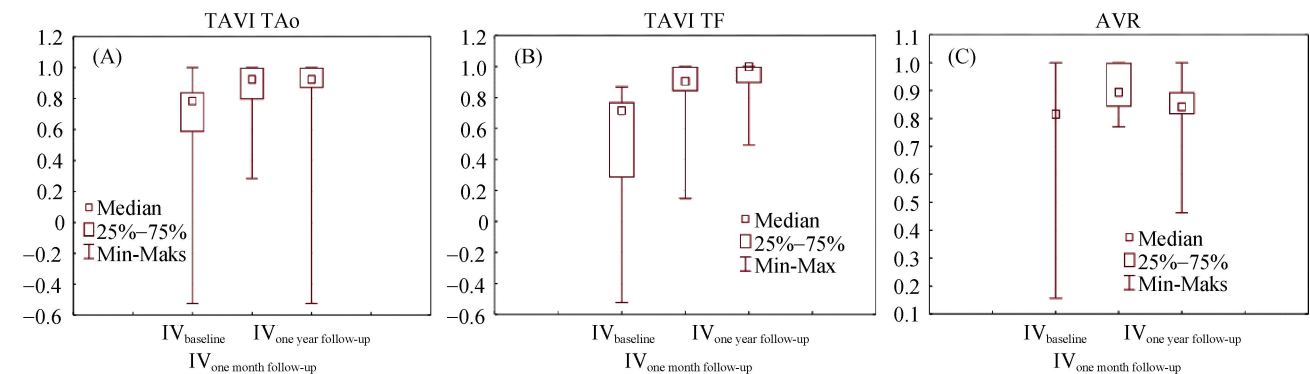 TAVI TAo
(A)
1.2
1.0
0.8
0.6
0.4
0.2
0
−0.2
−0.4
−0.6
Median
25%−75%
Min-Maks
IVbaseline
IVone year follow-up
IVone month follow-up
TAVI TF
(B)
1.2
1.0
0.8
0.6
0.4
0.2
0
−0.2
−0.4
−0.6
Median
25%−75%
Min-Max
IVbaseline
IVone year follow-up
IVone month follow-up
AVR
(C)
1.1
1.0
0.9
0.8
0.7
0.6
0.5
0.4
0.3
0.2
0.1
Median
25%−75%
Min-Maks
IVbaseline
IVone year follow-up
IVone month follow-up